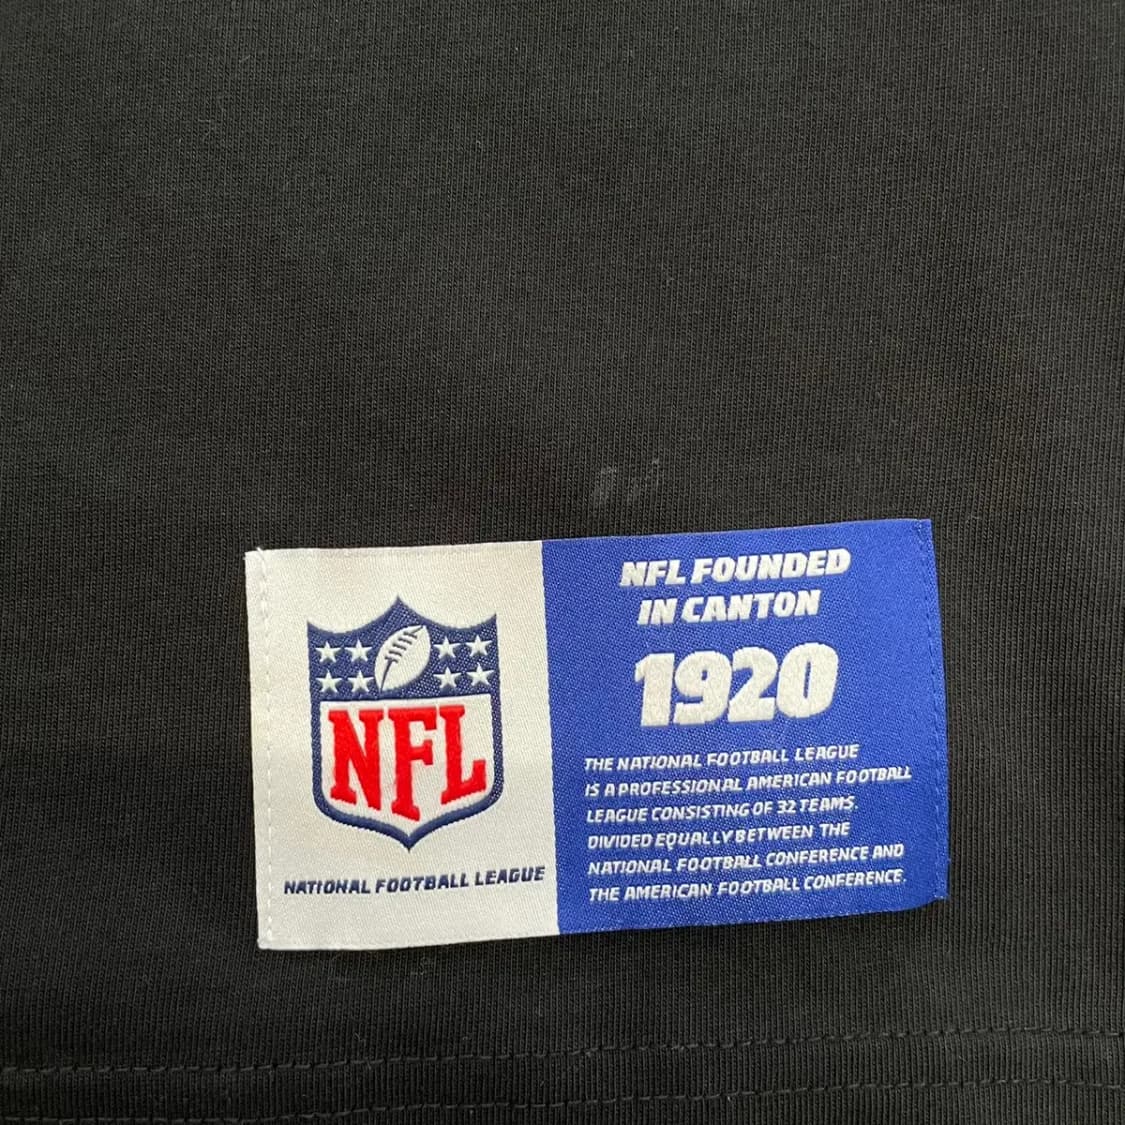 NFL
NATIONAL FOOTBALL LEAGUE
NFL FOUNDED
IN CANTON
1920
THE NATIONAL FOOTBALL LEAGUE
IS A PROFESSIONAL AMERICAN FOOTBALL
LEAGUE CONSISTING OF 32 TEAMS.
DIVIDED EQUALLY BETWEEN THE
NATIONAL FOOTBALL CONFERENCE AND
THE AMERICAN FOOTBALL CONFERENCE.